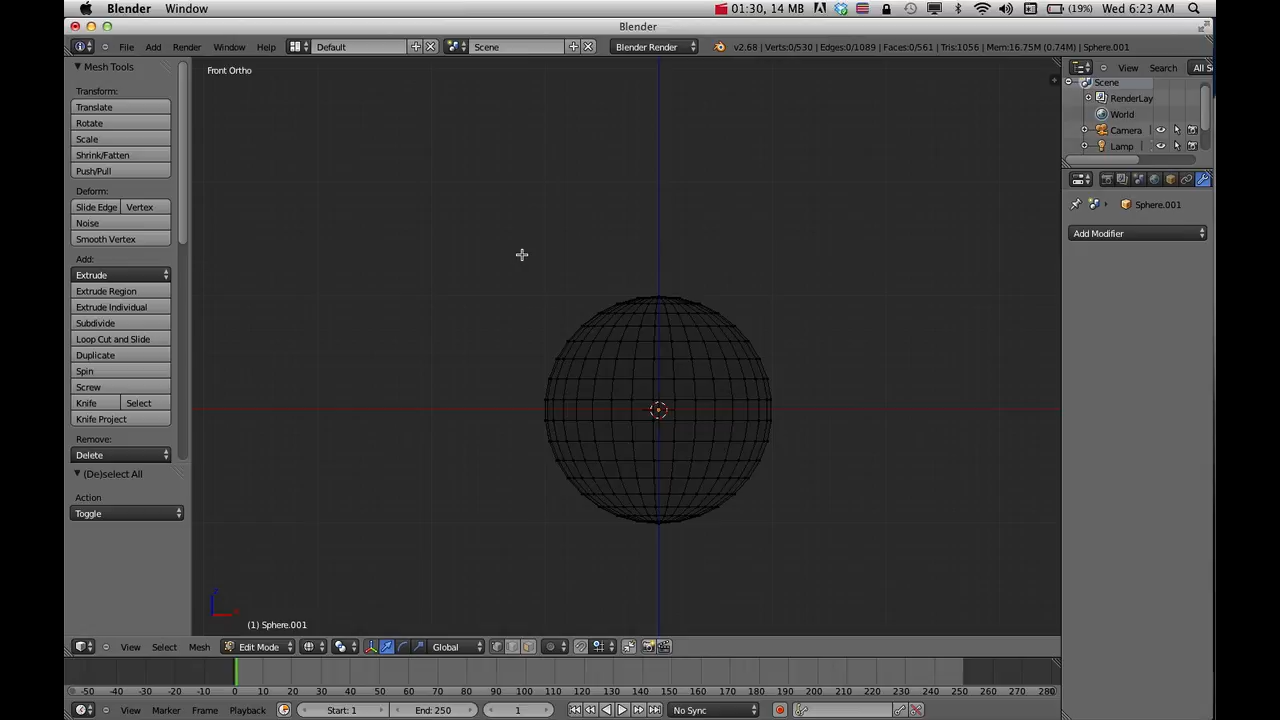 Blender Window 01:30, 14 MB (19%) Wed 6:23 AM
Blender
File Add Render Window Help Default Scene Blender Render v2.68 | Verts:0/530 | Edges:0/1089 | Faces:0/561 | Tris:1056 | Mem:16.75M (0.74M) | Sphere.001
Mesh Tools
Transform:
Translate
Rotate
Scale
Shrink/Fatten
Push/Pull
Deform:
Slide Edge Vertex
Noise
Smooth Vertex
Add:
Extrude
Extrude Region
Extrude Individual
Subdivide
Loop Cut and Slide
Duplicate
Spin
Screw
Knife Select
Knife Project
Remove:
Delete
(De)select All
Action
Toggle
Front Ortho
(1) Sphere.001
View Search All S
Scene
RenderLay
World
Camera
Lamp
Sphere.001
Add Modifier
View Select Mesh Edit Mode Global
-50 -40 -30 -20 -10 0 10 20 30 40 50 60 70 80 90 100 110 120 130 140 150 160 170 180 190 200 210 220 230 240 250 260 270 280
View Marker Frame Playback Start: 1 End: 250 1 No Sync